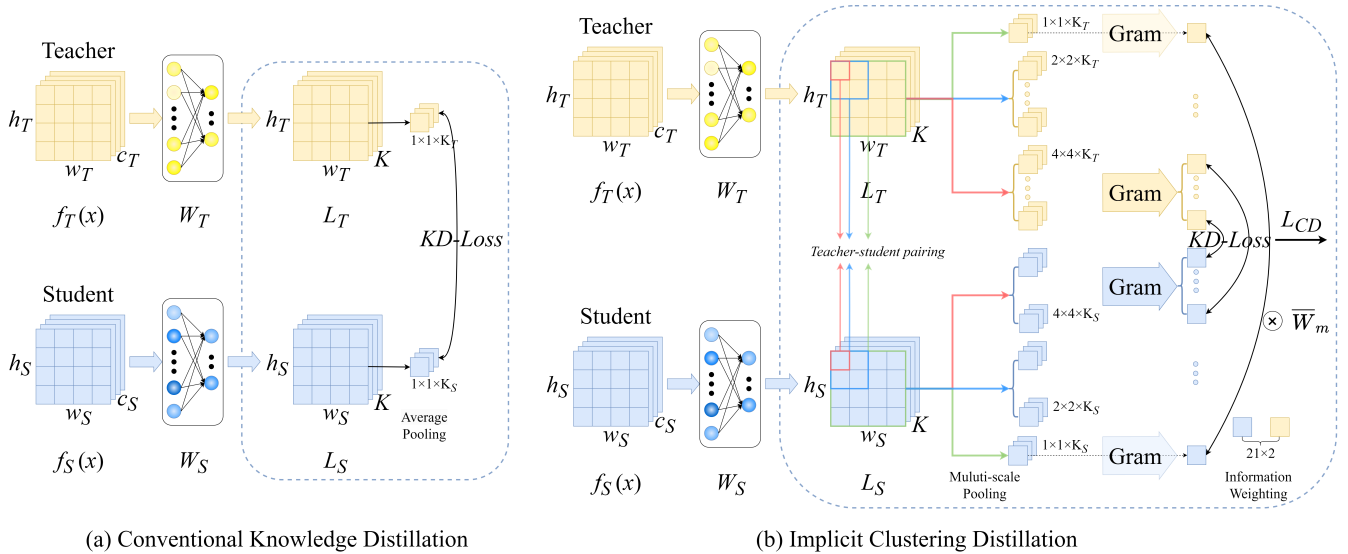 Teacher
h_T
w_T
c_T
f_T(x)
W_T
h_T
w_T
K
L_T
1×1×K_T
KD-Loss
Student
h_S
w_S
c_S
f_S(x)
W_S
h_S
w_S
K
L_S
1×1×K_S
Average
Pooling
(a) Conventional Knowledge Distillation
Teacher
h_T
w_T
c_T
f_T(x)
W_T
h_T
w_T
K
L_T
1×1×K_T
2×2×K_T
4×4×K_T
Gram
Gram
Teacher-student pairing
KD-Loss
L_CD
Student
h_S
w_S
c_S
f_S(x)
W_S
h_S
w_S
K
L_S
4×4×K_S
2×2×K_S
1×1×K_S
Gram
Gram
Muluti-scale
Pooling
⊗ W̅_m
21×2
Information
Weighting
(b) Implicit Clustering Distillation